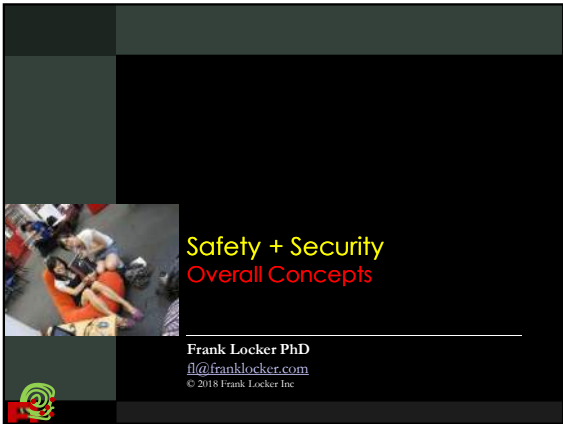 Safety + Security
Overall Concepts
Frank Locker PhD
fl@franklocker.com
© 2018 Frank Locker Inc